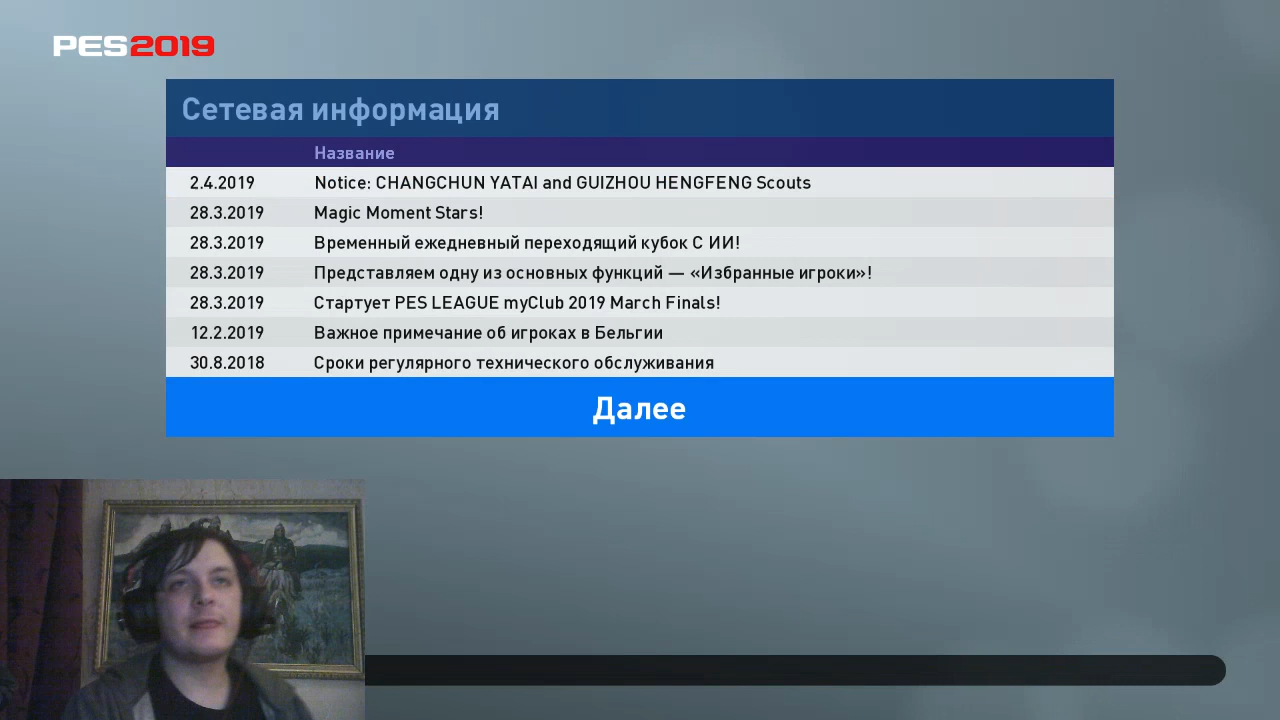 PES2019
Сетевая информация
Название
2.4.2019 Notice: CHANGCHUN YATAI and GUIZHOU HENGFENG Scouts
28.3.2019 Magic Moment Stars!
28.3.2019 Временный ежедневный переходящий кубок С ИИ!
28.3.2019 Представляем одну из основных функций — «Избранные игроки»!
28.3.2019 Стартует PES LEAGUE myClub 2019 March Finals!
12.2.2019 Важное примечание об игроках в Бельгии
30.8.2018 Сроки регулярного технического обслуживания
Далее